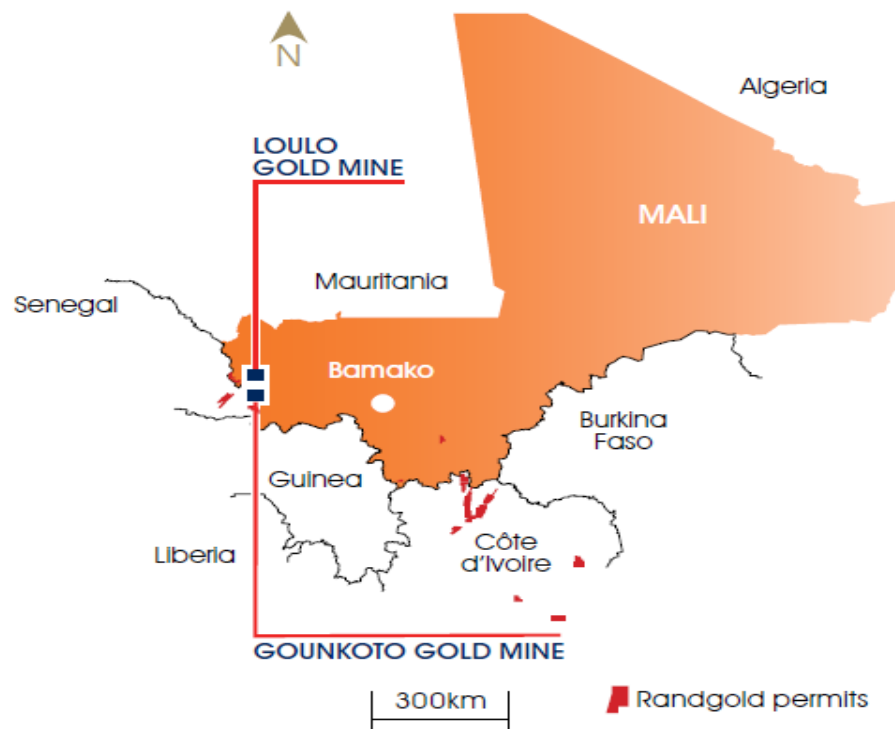 N
Algeria
LOULO
GOLD MINE
MALI
Mauritania
Senegal
Bamako
Burkina
Faso
Guinea
Côte
d'Ivoire
Liberia
GOUNKOTO GOLD MINE
300km
Randgold permits